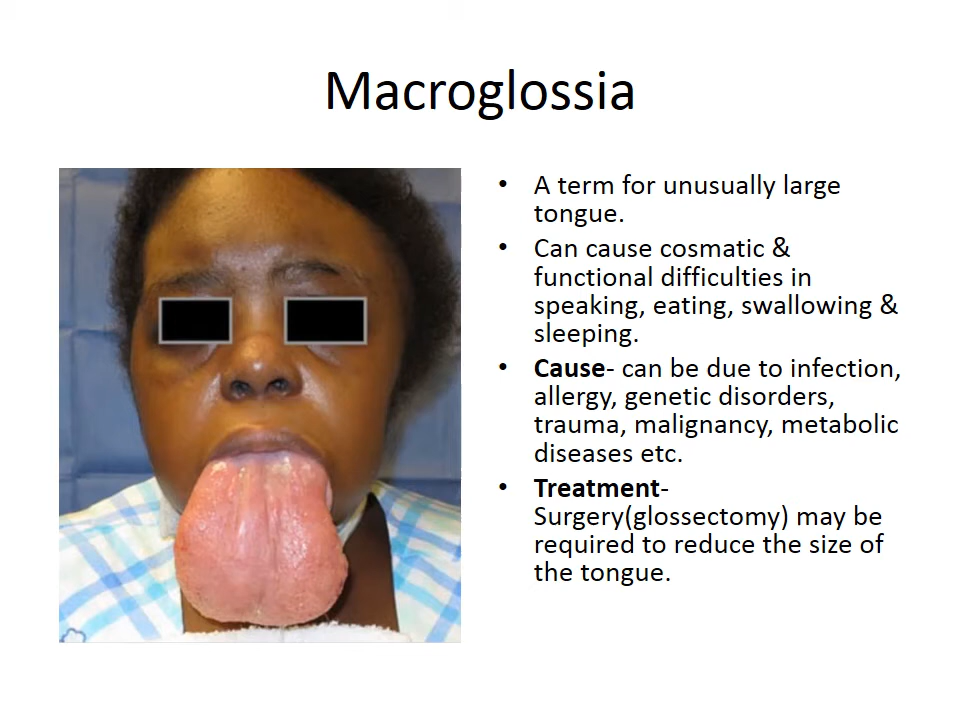 Macroglossia
• A term for unusually large
tongue.
• Can cause cosmatic &
functional difficulties in
speaking, eating, swallowing &
sleeping.
• Cause- can be due to infection,
allergy, genetic disorders,
trauma, malignancy, metabolic
diseases etc.
• Treatment-
Surgery(glossectomy) may be
required to reduce the size of
the tongue.